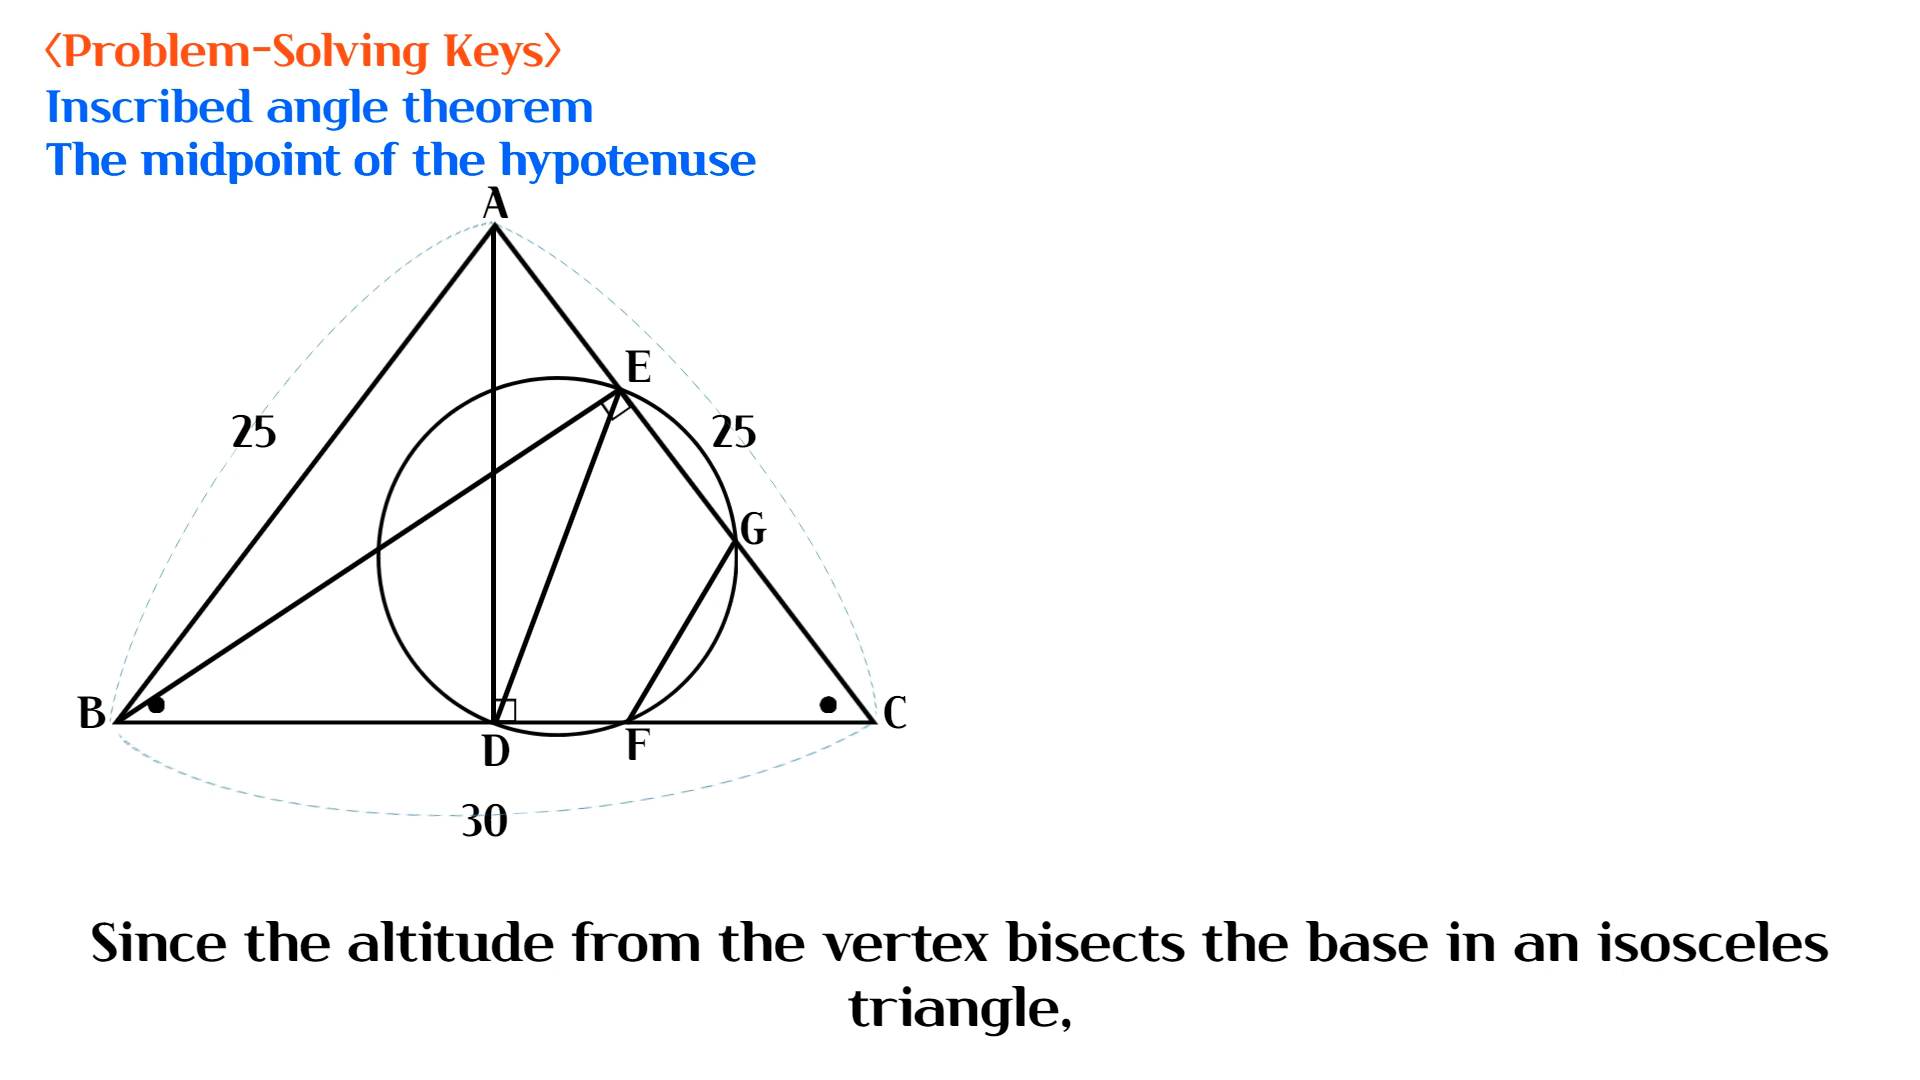 〈Problem-Solving Keys〉
Inscribed angle theorem
The midpoint of the hypotenuse
A
E
25
25
G
B
C
D
F
30
Since the altitude from the vertex bisects the base in an isosceles
triangle,